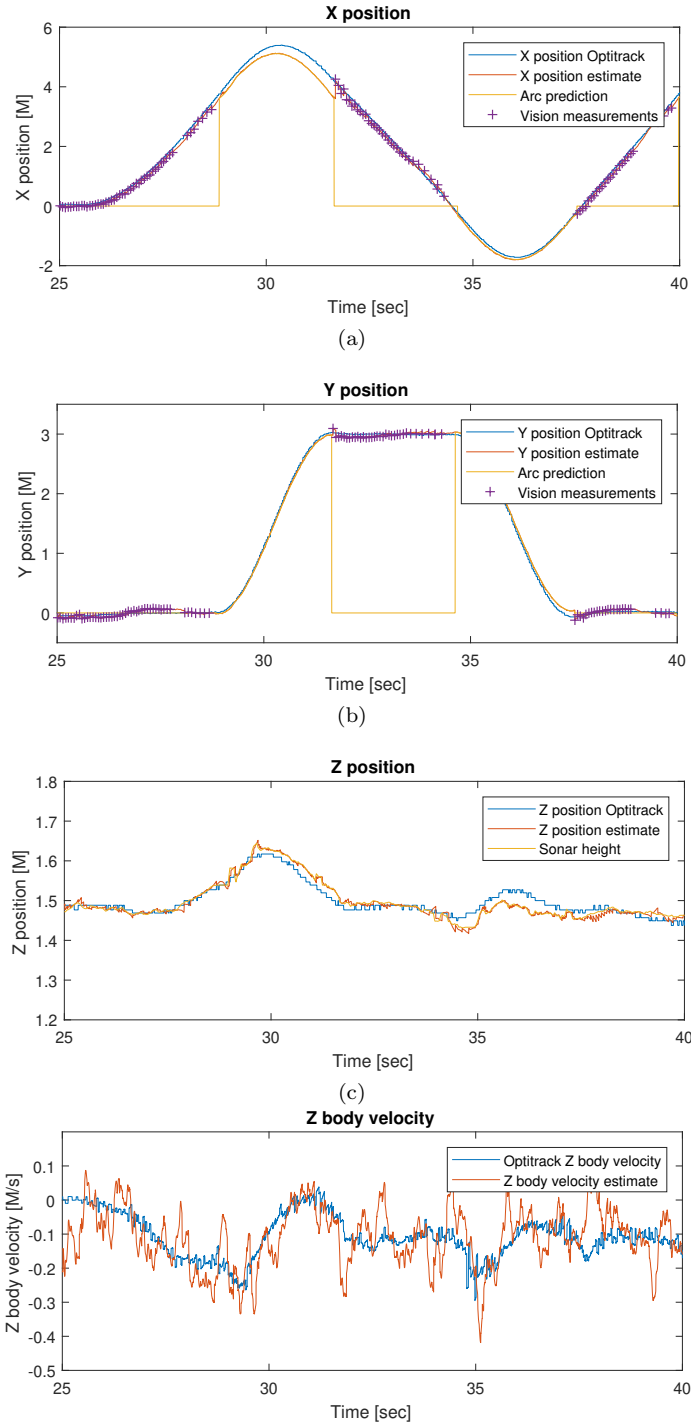 X position
X position [M]
6
4
2
0
-2
X position Optitrack
X position estimate
Arc prediction
Vision measurements
25
30
35
40
Time [sec]
(a)
Y position
Y position [M]
3
2
1
0
Y position Optitrack
Y position estimate
Arc prediction
Vision measurements
25
30
35
40
Time [sec]
(b)
Z position
Z position [M]
1.8
1.7
1.6
1.5
1.4
1.3
1.2
Z position Optitrack
Z position estimate
Sonar height
25
30
35
40
Time [sec]
(c)
Z body velocity
Z body velocity [M/s]
0.1
0
-0.1
-0.2
-0.3
-0.4
-0.5
Optitrack Z body velocity
Z body velocity estimate
25
30
35
40
Time [sec]